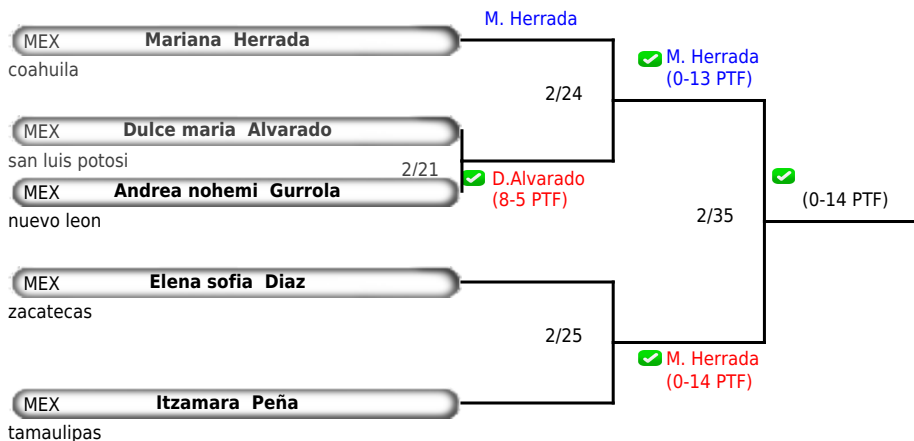 M. Herrada
MEX Mariana Herrada
coahuila
M. Herrada
(0-13 PTF)
2/24
MEX Dulce maria Alvarado
san luis potosi
2/21
D.Alvarado
(8-5 PTF)
MEX Andrea nohemi Gurrola
nuevo leon
(0-14 PTF)
2/35
MEX Elena sofia Diaz
zacatecas
2/25
M. Herrada
(0-14 PTF)
MEX Itzamara Peña
tamaulipas